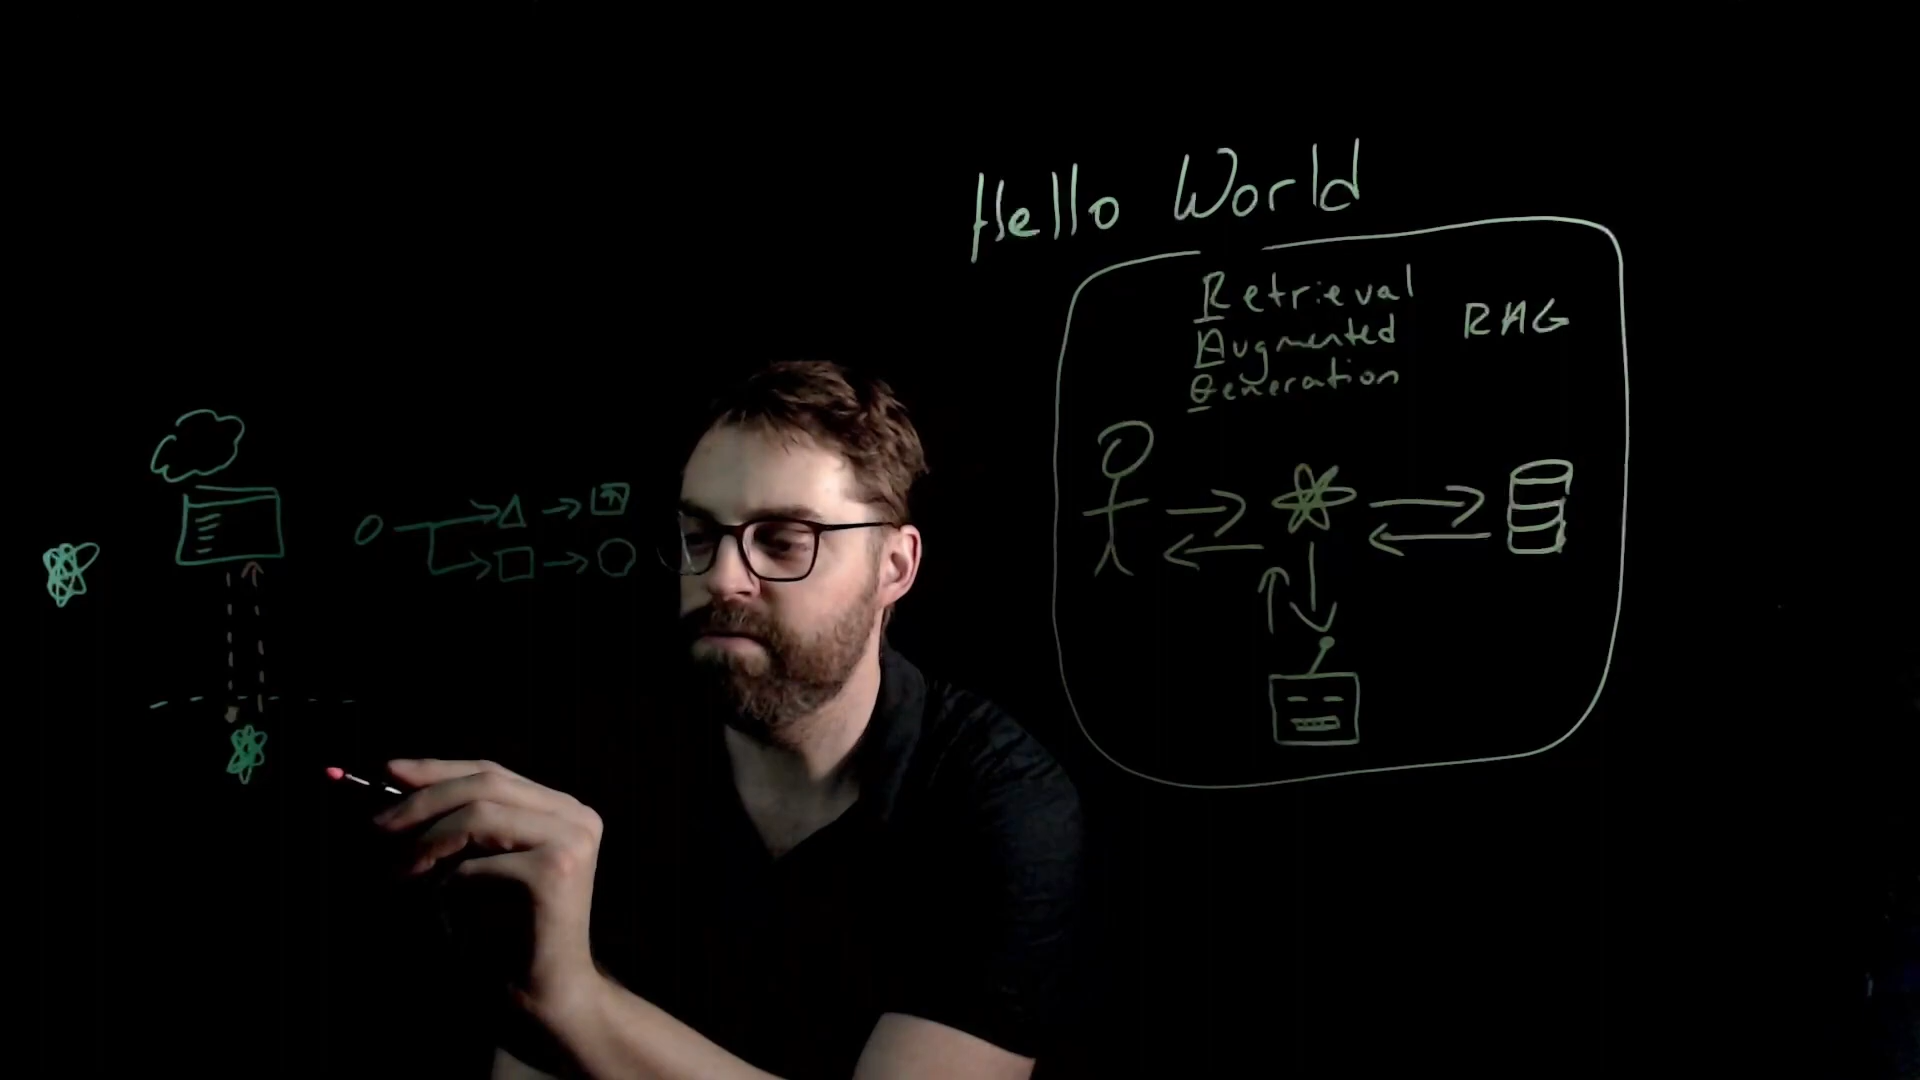 Hello World
Retrieval
Augmented
Generation
RAG